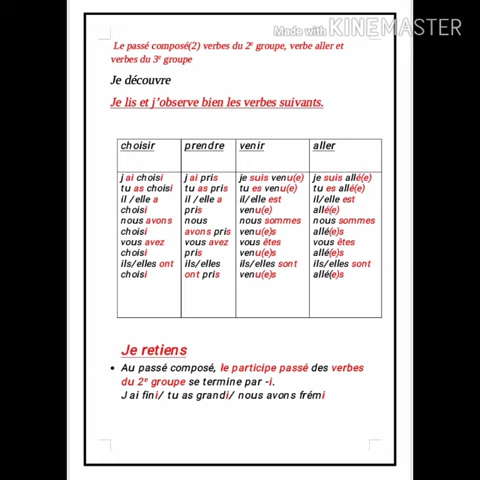 Made with KINEMASTER
Le passé composé(2) verbes du 2e groupe, verbe aller et
verbes du 3e groupe
Je découvre
Je lis et j’observe bien les verbes suivants.
choisir
j ai choisi
tu as choisi
il /elle a
choisi
nous avons
choisi
vous avez
choisi
ils/elles ont
choisi
prendre
j ai pris
tu as pris
il /elle a
pris
nous
avons pris
vous avez
pris
ils/elles
ont pris
venir
je suis venu(e)
tu es venu(e)
il/elle est
venu(e)
nous sommes
venu(e)s
vous êtes
venu(e)s
ils/elles sont
venu(e)s
aller
je suis allé(e)
tu es allé(e)
il/elle est
allé(e)
nous sommes
allé(e)s
vous êtes
allé(e)s
ils/elles sont
allé(e)s
Je retiens
• Au passé composé, le participe passé des verbes
du 2e groupe se termine par -i.
J ai fini/ tu as grandi/ nous avons frémi